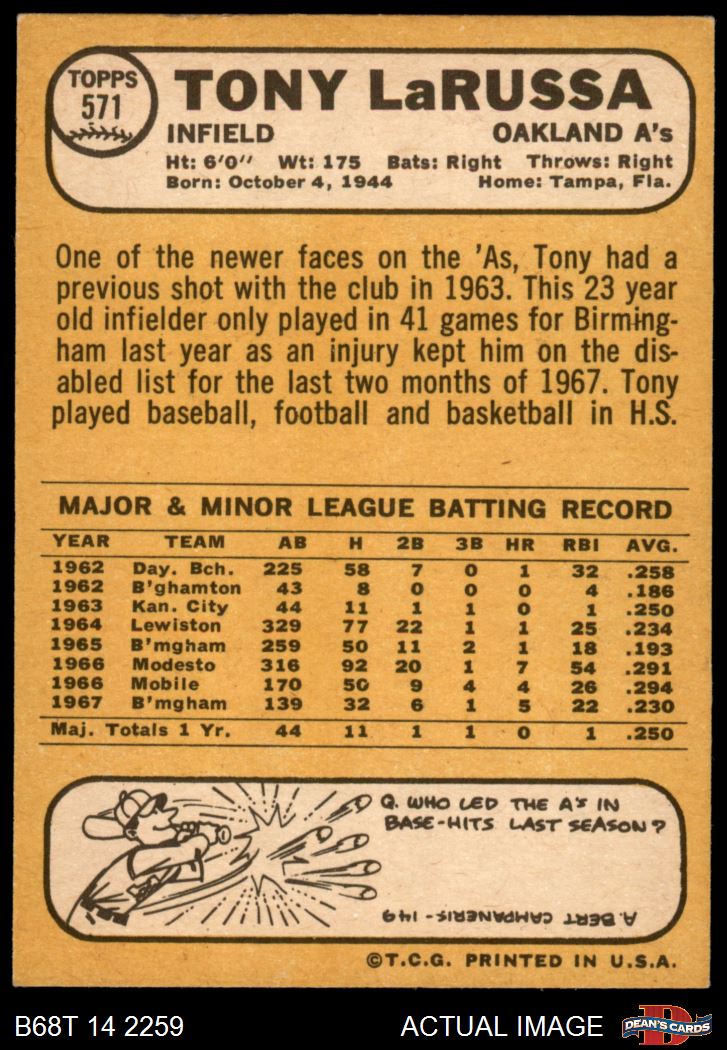 TOPPS
571
TONY LaRUSSA
INFIELD OAKLAND A's
Ht: 6'0" Wt: 175 Bats: Right Throws: Right
Born: October 4, 1944 Home: Tampa, Fla.
One of the newer faces on the 'As, Tony had a
previous shot with the club in 1963. This 23 year
old infielder only played in 41 games for Birming-
ham last year as an injury kept him on the dis-
abled list for the last two months of 1967. Tony
played baseball, football and basketball in H.S.
MAJOR & MINOR LEAGUE BATTING RECORD
YEAR TEAM AB H 2B 3B HR RBI AVG.
1962 Day. Bch. 225 58 7 0 1 32 .258
1962 B'ghamton 43 8 0 0 0 4 .186
1963 Kan. City 44 11 1 1 0 1 .250
1964 Lewiston 329 77 22 1 1 25 .234
1965 B'mgham 259 50 11 2 1 18 .193
1966 Modesto 316 92 20 1 7 54 .291
1966 Mobile 170 50 9 4 4 26 .294
1967 B'mgham 139 32 6 1 5 22 .230
Maj. Totals 1 Yr. 44 11 1 1 0 1 .250
Q. WHO LED THE A's IN
BASE-HITS LAST SEASON?
A. BERT CAMPANERIS - 149
©T.C.G. PRINTED IN U.S.A.
B68T 14 2259 ACTUAL IMAGE D DEAN'S CARDS